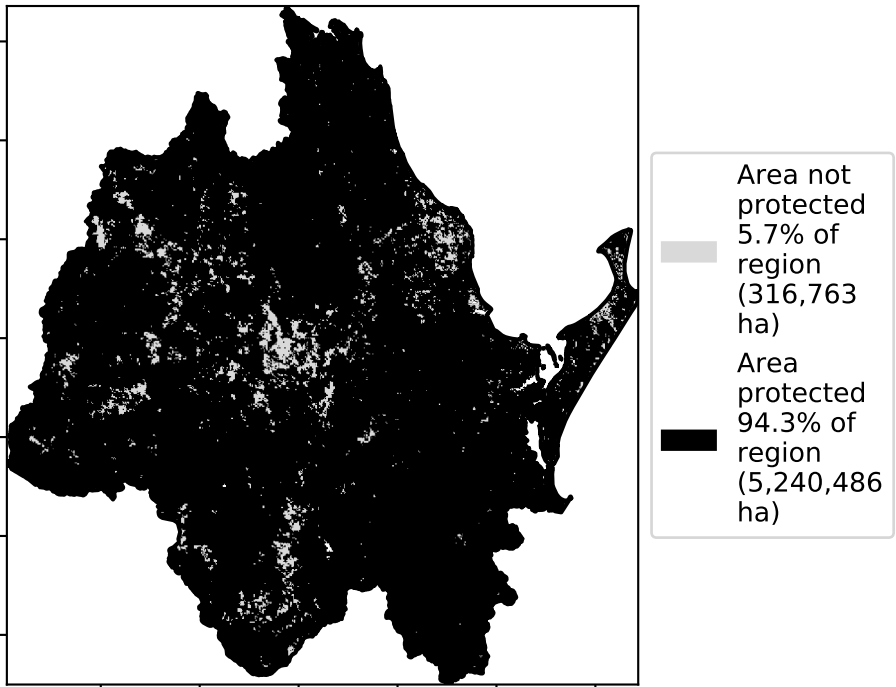 Area not
protected
5.7% of
region
(316,763
ha)
Area
protected
94.3% of
region
(5,240,486
ha)